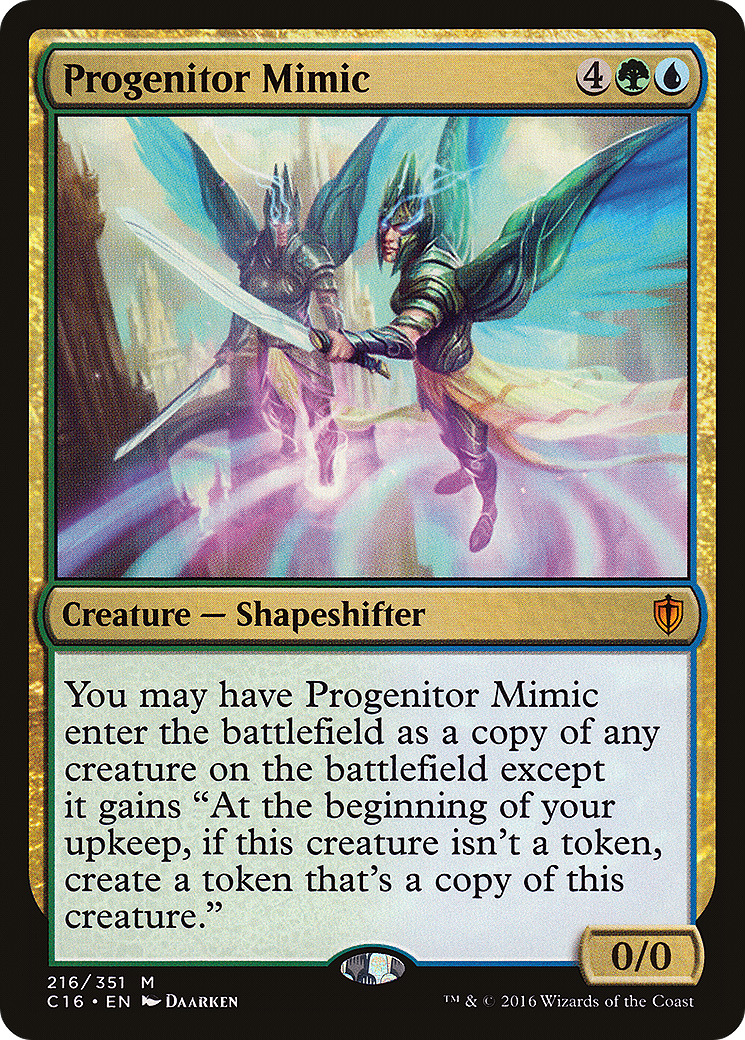 Progenitor Mimic 4
Creature — Shapeshifter
You may have Progenitor Mimic
enter the battlefield as a copy of any
creature on the battlefield except
it gains “At the beginning of your
upkeep, if this creature isn’t a token,
create a token that’s a copy of this
creature.”
0/0
216/351 M
C16 • EN DAARKEN
™ & © 2016 Wizards of the Coast